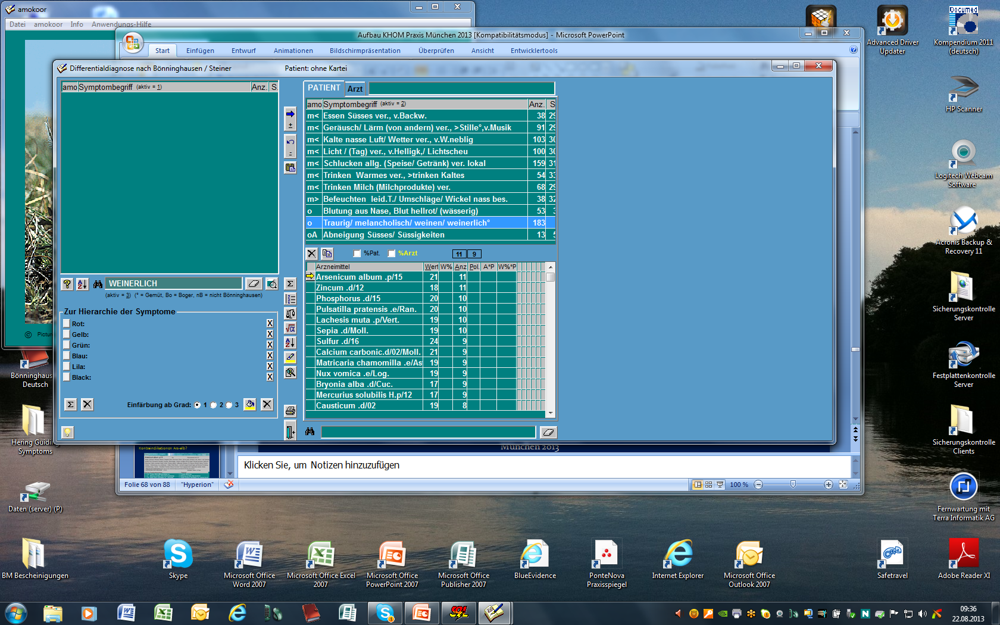 amokoor
Datei amokoor Info Anwendungs-Hilfe
Aufbau KHOM Praxis München 2013 [Kompatibilitätsmodus] - Microsoft PowerPoint
Start Einfügen Entwurf Animationen Bildschirmpräsentation Überprüfen Ansicht Entwicklertools
Differentialdiagnose nach Bönninghausen / Steiner Patient: ohne Kartei
amo Symptombegriff (aktiv = 1) Anz. S
PATIENT Arzt
amo Symptombegriff (aktiv = 2) Anz. S
m< Essen Süsses ver., v.Backw. 38 29
m< Geräusch/ Lärm (von andern) ver., >Stille°,v.Musik 91 29
m< Kalte nasse Luft/ Wetter ver., v.W.neblig 103 30
m< Licht / (Tag) ver., v.Helligk,/ Lichtscheu 100 30
m< Schlucken allg. (Speise/ Getränk) ver. lokal 159 31
m< Trinken Warmes ver., >trinken Kaltes 54 33
m< Trinken Milch (Milchprodukte) ver. 68 29
m> Befeuchten leid.T./ Umschläge/ Wickel nass bes. 38 32
o Blutung aus Nase, Blut hellrot/ (wässerig) 53
o Traurig/ melancholisch/ weinen/ weinerlich° 183
oA Abneigung Süsses/ Süssigkeiten 13 5
%Pat. %Arzt 11 9
Arzneimittel Wert W% Anz Pol. A*P W%*P
Arsenicum album .p/15 21 11
Zincum .d/12 18 11
Phosphorus .d/15 20 10
Pulsatilla pratensis .e/Ran. 20 10
Lachesis muta .p/Vert. 19 10
Sepia .d/Moll. 19 10
Sulfur .d/16 24 9
Calcium carbonic.d/02/Moll. 21 9
Matricaria chamomilla .e/As 19 9
Nux vomica .e/Log. 19 9
Bryonia alba .d/Cuc. 17 9
Mercurius solubilis H.p/12 17 9
Causticum .d/02 19 8
WEINERLICH
(aktiv = 3) (° = Gemüt, Bo = Boger, nB = nicht Bönninghausen)
Zur Hierarchie der Symptome
Rot: X
Gelb: X
Grün: X
Blau: X
Lila: X
Black: X
Einfärbung ab Grad: 1 2 3
© Pictur
München 2013
Kontraindikationen Ars-alb?
Klicken Sie, um Notizen hinzuzufügen
Folie 68 von 88 "Hyperion" 100 %
Advanced Driver
Updater
Documed
Kompendium 2011
(deutsch)
HP Scanner
Logitech Webcam
Software
Acronis Backup &
Recovery 11
Sicherungskontrolle
Server
Festplattenkontrolle
Server
Sicherungskontrolle
Clients
Fernwartung mit
Terra Informatik AG
Bönninghaus
Deutsch
Hering Guidin
Symptoms
Daten (server) (P)
BM Bescheinigungen
Skype
Microsoft Office
Word 2007
Microsoft Office Excel
2007
Microsoft Office
PowerPoint 2007
Microsoft Office
Publisher 2007
BlueEvidence
PonteNova
Praxisspiegel
Internet Explorer
Microsoft Office
Outlook 2007
Safetravel
Adobe Reader XI
09:36
22.08.2013